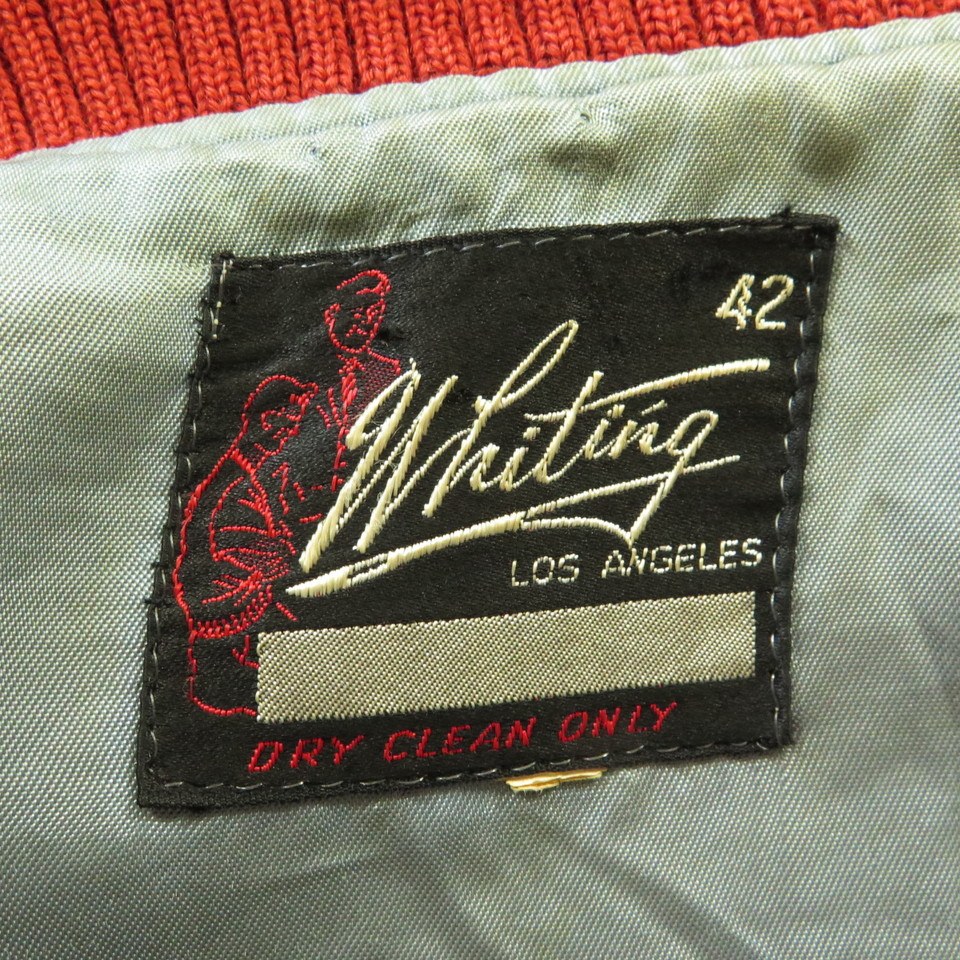 42
Whiting
LOS ANGELES
DRY CLEAN ONLY